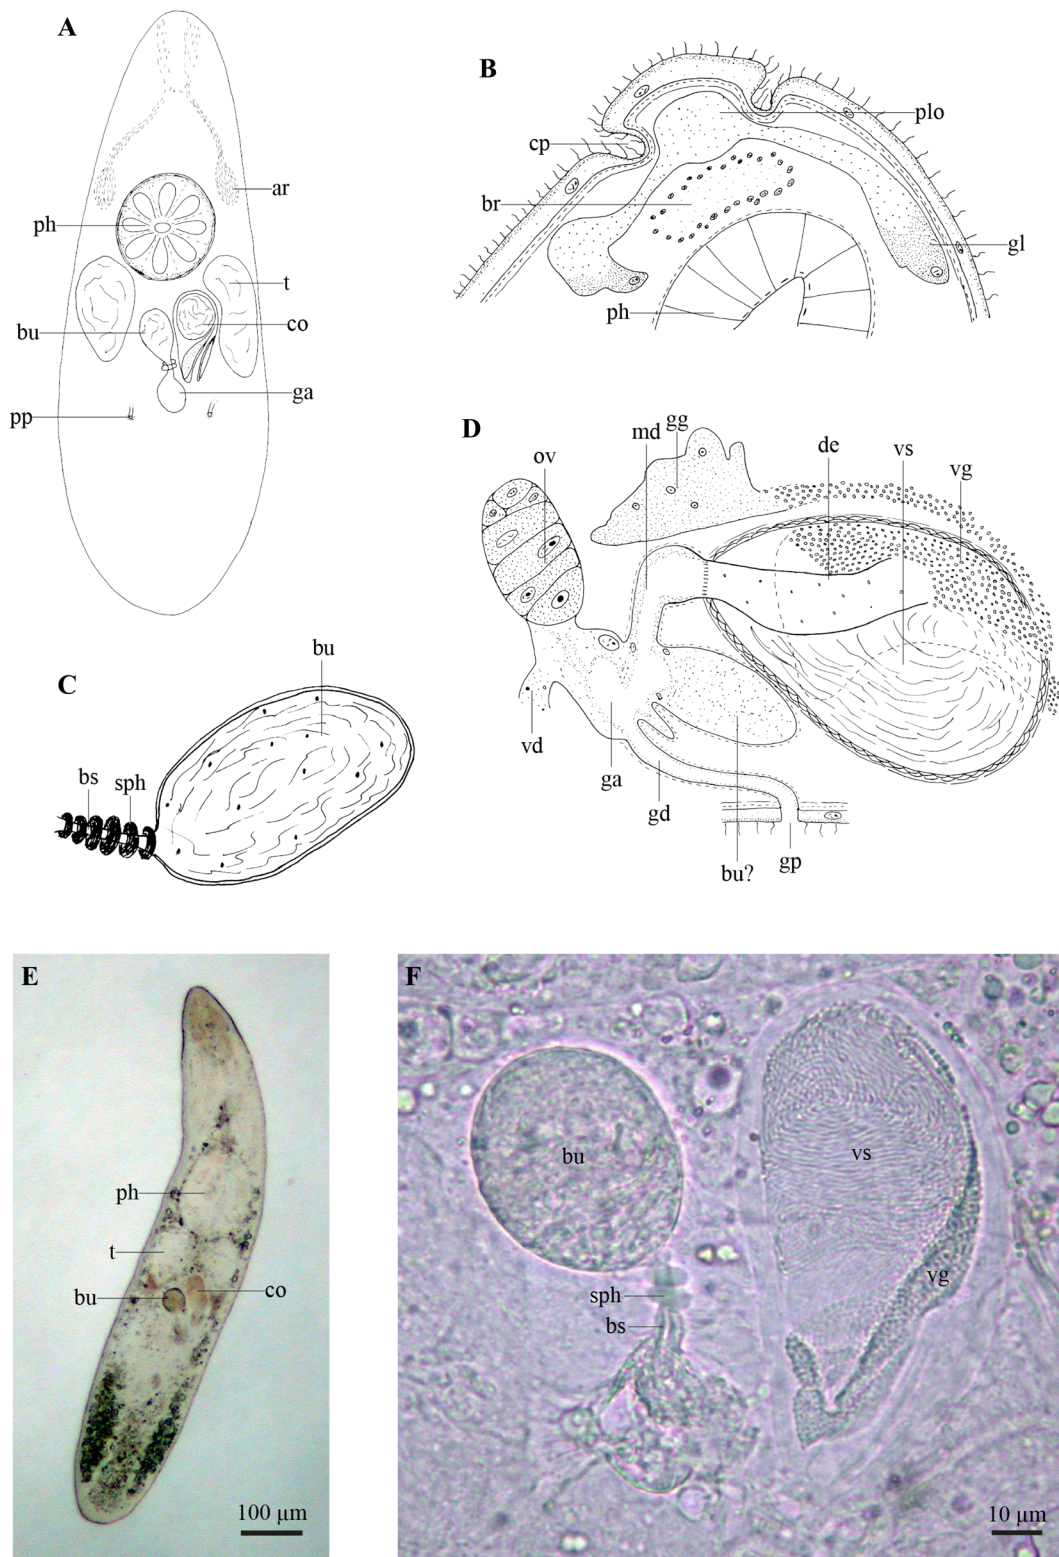 A
ar
ph
t
bu
co
ga
pp
B
plo
cp
br
gl
ph
C
bu
bs sph
D
ov md gg de vs vg
vd ga gd bu? gp
E
ph
t
bu
co
100 µm
F
bu
vs
sph
bs
vg
10 µm